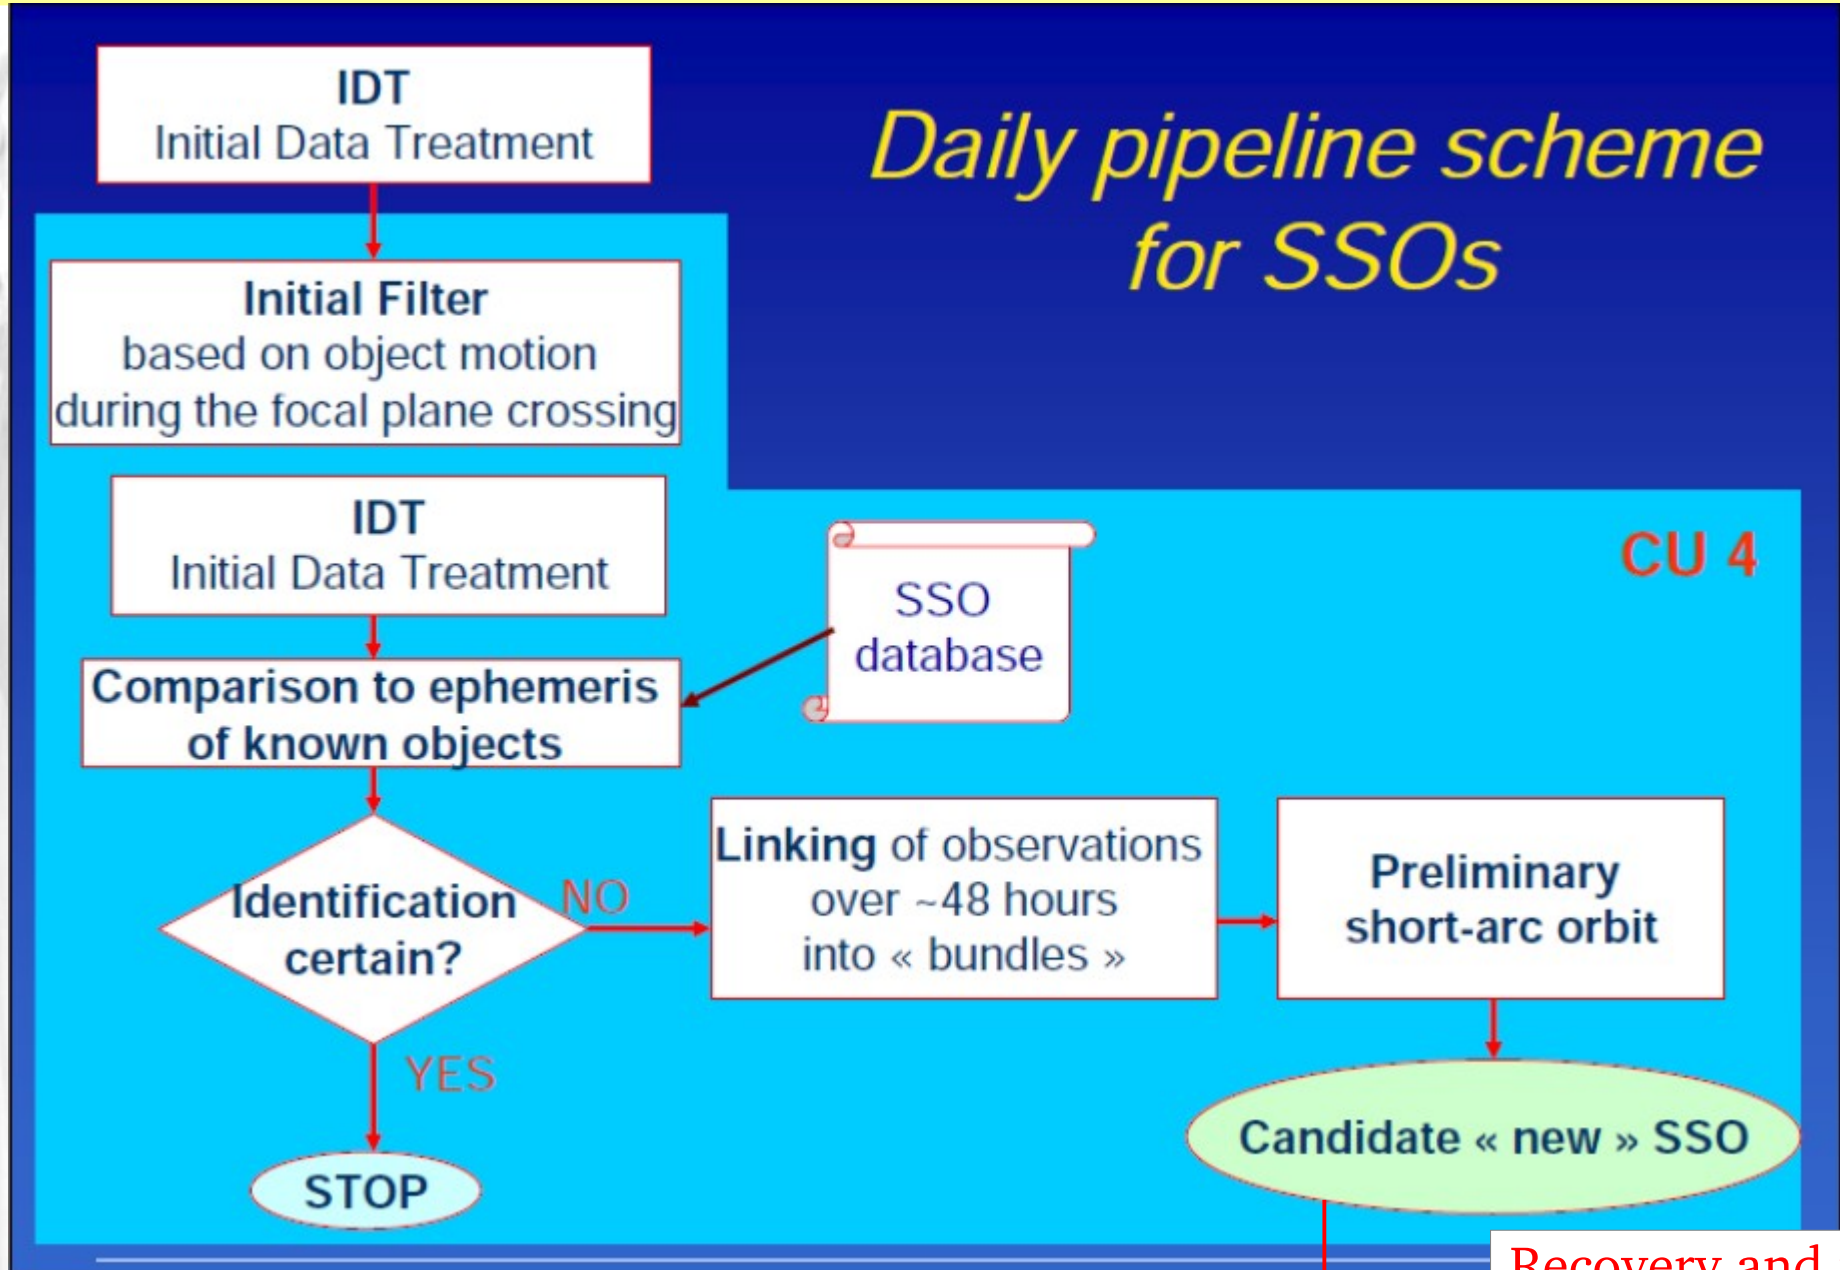 IDT
Initial Data Treatment
Daily pipeline scheme
for SSOs
Initial Filter
based on object motion
during the focal plane crossing
IDT
Initial Data Treatment
SSO
database
CU 4
Comparison to ephemeris
of known objects
Identification
certain?
NO
Linking of observations
over ~48 hours
into « bundles »
Preliminary
short-arc orbit
YES
Candidate « new » SSO
STOP
Recovery and